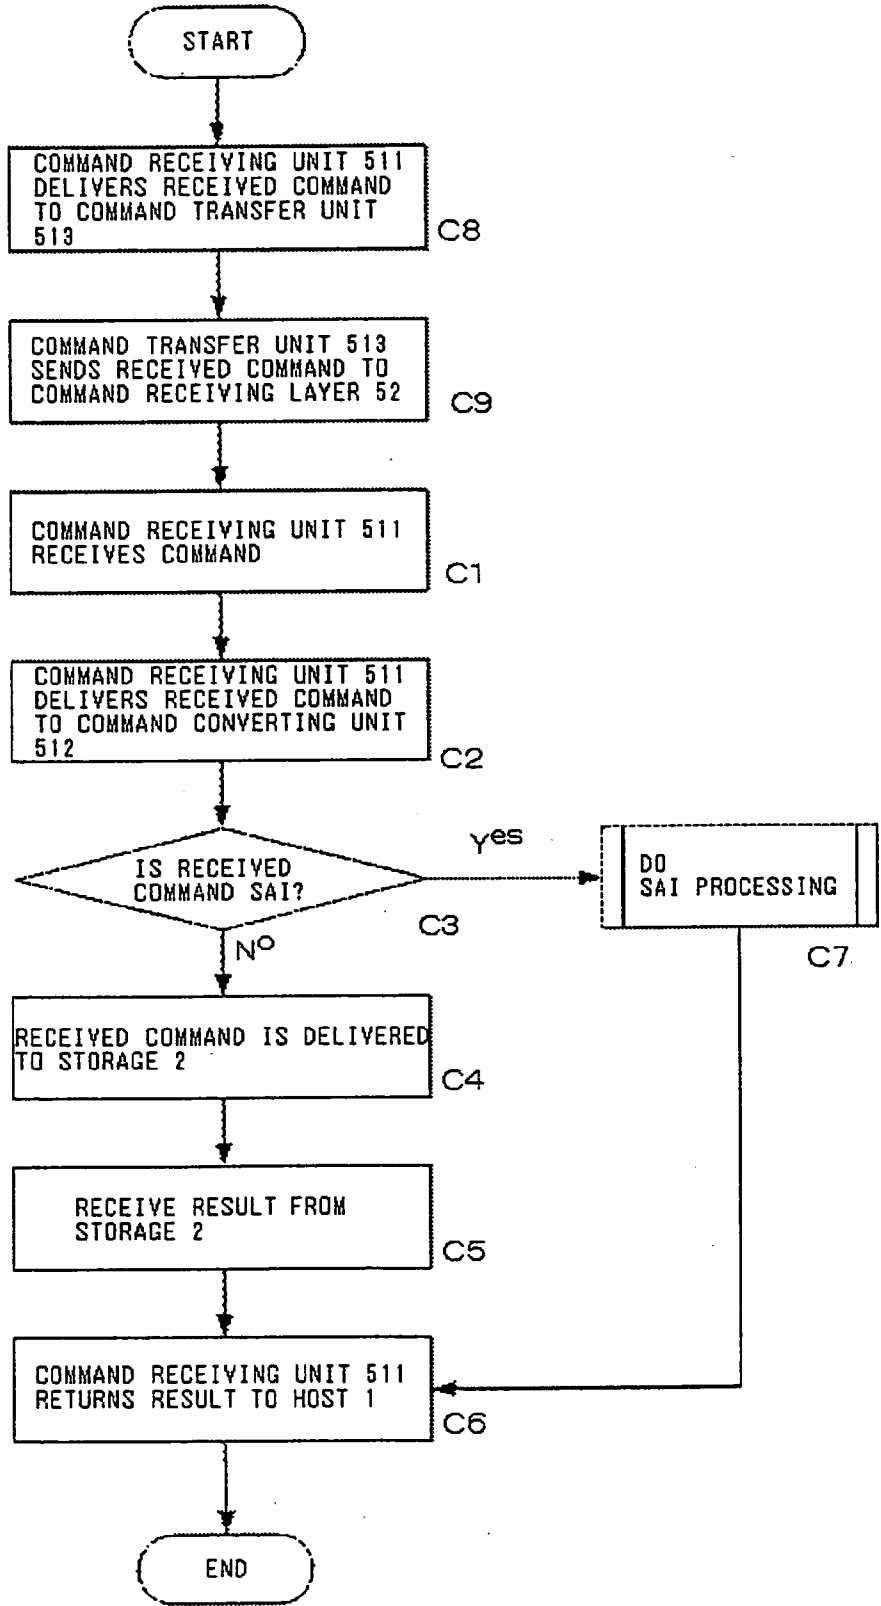 START
COMMAND RECEIVING UNIT 511
DELIVERS RECEIVED COMMAND
TO COMMAND TRANSFER UNIT
513
C8
COMMAND TRANSFER UNIT 513
SENDS RECEIVED COMMAND TO
COMMAND RECEIVING LAYER 52
C9
COMMAND RECEIVING UNIT 511
RECEIVES COMMAND
C1
COMMAND RECEIVING UNIT 511
DELIVERS RECEIVED COMMAND
TO COMMAND CONVERTING UNIT
512
C2
IS RECEIVED
COMMAND SAI?
C3
Yes
DO
SAI PROCESSING
C7
No
RECEIVED COMMAND IS DELIVERED
TO STORAGE 2
C4
RECEIVE RESULT FROM
STORAGE 2
C5
COMMAND RECEIVING UNIT 511
RETURNS RESULT TO HOST 1
C6
END